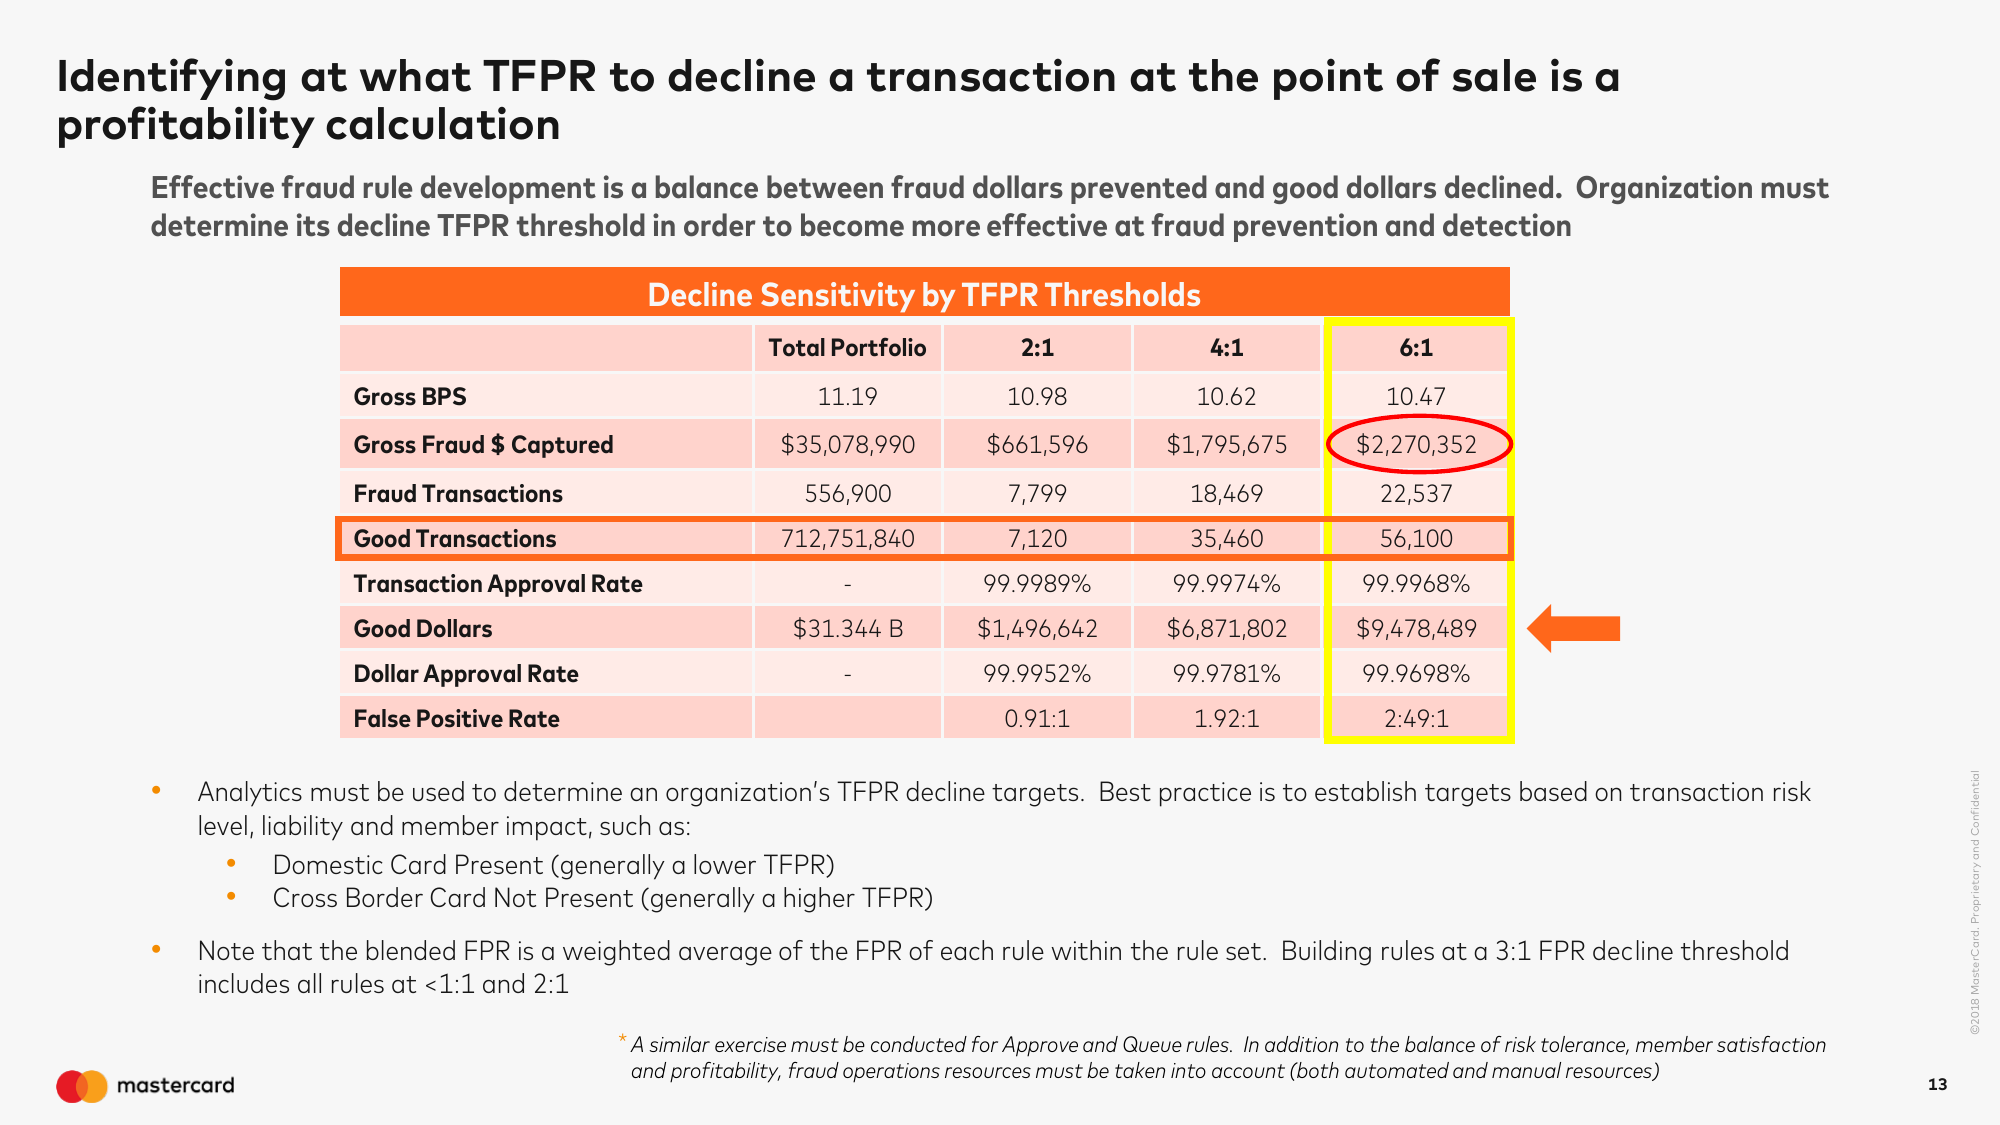 Identifying at what TFPR to decline a transaction at the point of sale is a
profitability calculation
Effective fraud rule development is a balance between fraud dollars prevented and good dollars declined.  Organization must
determine its decline TFPR threshold in order to become more effective at fraud prevention and detection
Decline Sensitivity by TFPR Thresholds
Total Portfolio 2:1 4:1 6:1
Gross BPS 11.19 10.98 10.62 10.47
Gross Fraud $ Captured $35,078,990 $661,596 $1,795,675 $2,270,352
Fraud Transactions 556,900 7,799 18,469 22,537
Good Transactions 712,751,840 7,120 35,460 56,100
Transaction Approval Rate - 99.9989% 99.9974% 99.9968%
Good Dollars $31.344 B $1,496,642 $6,871,802 $9,478,489
Dollar Approval Rate - 99.9952% 99.9781% 99.9698%
False Positive Rate 0.91:1 1.92:1 2:49:1
• Analytics must be used to determine an organization's TFPR decline targets.  Best practice is to establish targets based on transaction risk
level, liability and member impact, such as:
• Domestic Card Present (generally a lower TFPR)
• Cross Border Card Not Present (generally a higher TFPR)
• Note that the blended FPR is a weighted average of the FPR of each rule within the rule set.  Building rules at a 3:1 FPR decline threshold
includes all rules at <1:1 and 2:1
* A similar exercise must be conducted for Approve and Queue rules.  In addition to the balance of risk tolerance, member satisfaction
and profitability, fraud operations resources must be taken into account (both automated and manual resources)
mastercard
13
©2018 MasterCard. Proprietary and Confidential